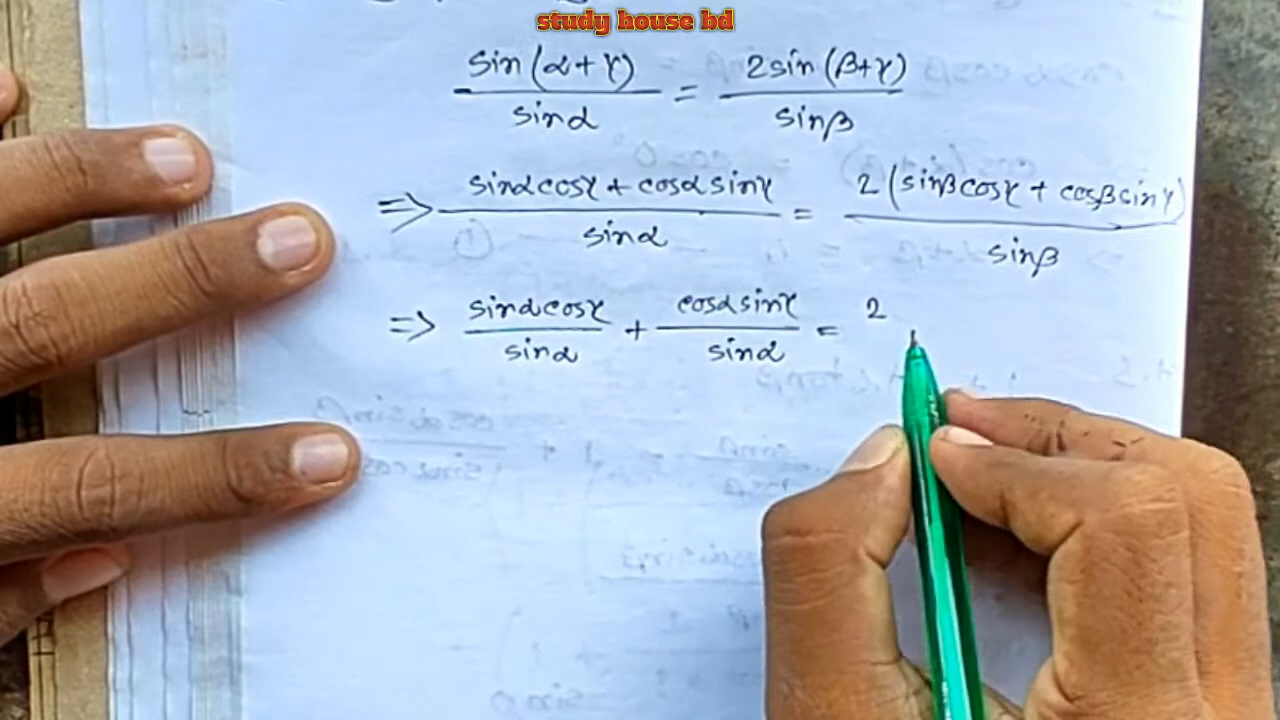 study house bd
sin(α+γ)/sinα = 2sin(β+γ)/sinβ
=> sinαcosγ + cosαsinγ/sinα = 2(sinβcosγ + cosβsinγ)/sinβ
=> sinαcosγ/sinα + cosαsinγ/sinα = 2